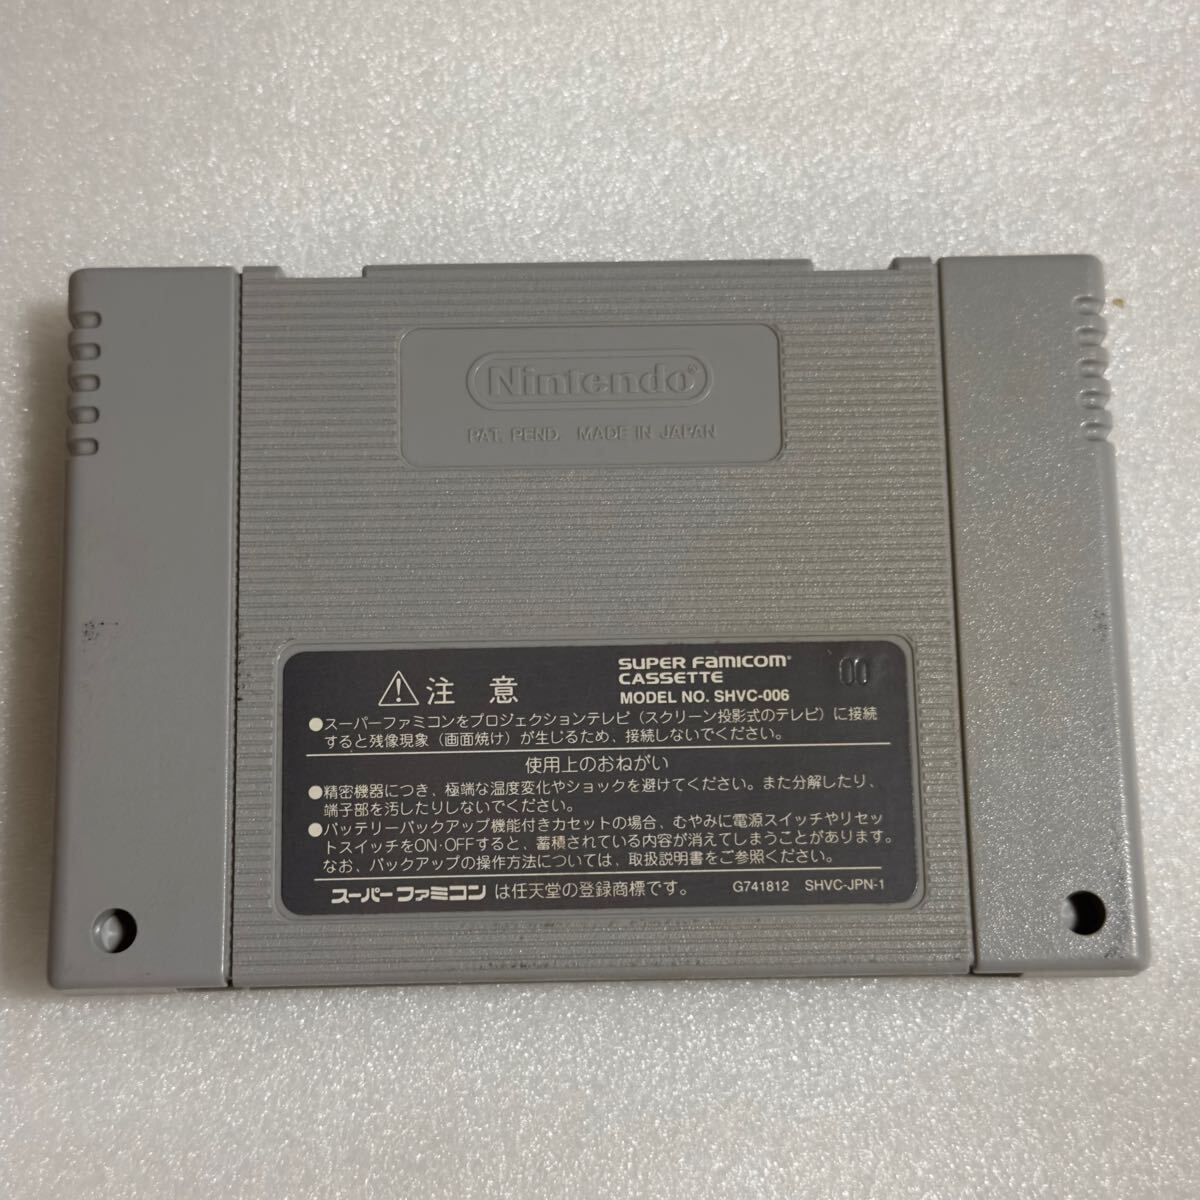 Nintendo®
PAT. PEND. MADE IN JAPAN
⚠注 意
SUPER FAMICOM®
CASSETTE
MODEL NO. SHVC-006
00
●スーパーファミコンをプロジェクションテレビ（スクリーン投影式のテレビ）に接続
すると残像現象（画面焼け）が生じるため、接続しないでください。
使用上のおねがい
●精密機器につき、極端な温度変化やショックを避けてください。また分解したり、
端子部を汚したりしないでください。
●バッテリーバックアップ機能付きカセットの場合、むやみに電源スイッチやリセッ
トスイッチをON・OFFすると、蓄積されている内容が消えてしまうことがあります。
なお、バックアップの操作方法については、取扱説明書をご参照ください。
スーパーファミコン は任天堂の登録商標です。 G741812 SHVC-JPN-1